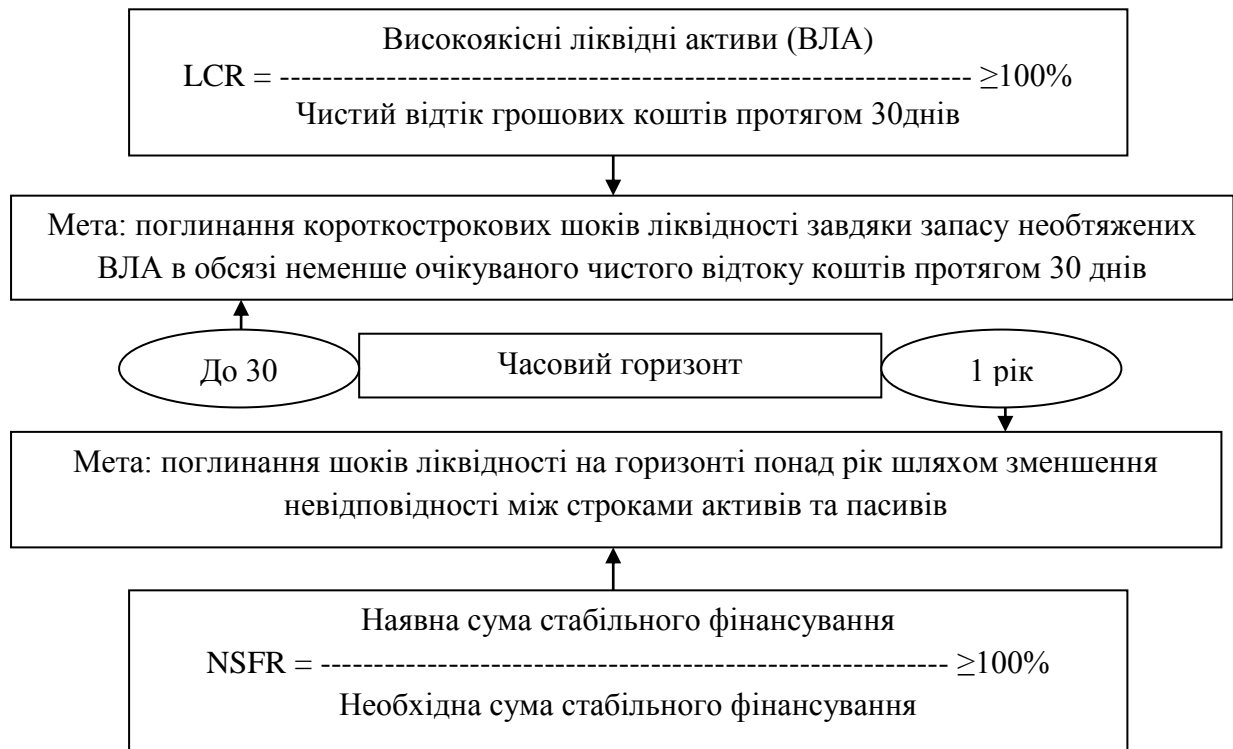 Високоякісні ліквідні активи (ВЛА)
LCR = ----------------------------------------------------------------- ≥100%
Чистий відтік грошових коштів протягом 30днів
Мета: поглинання короткострокових шоків ліквідності завдяки запасу необтяжених
ВЛА в обсязі неменше очікуваного чистого відтоку коштів протягом 30 днів
До 30
Часовий горизонт
1 рік
Мета: поглинання шоків ліквідності на горизонті понад рік шляхом зменшення
невідповідності між строками активів та пасивів
Наявна сума стабільного фінансування
NSFR = ----------------------------------------------------------- ≥100%
Необхідна сума стабільного фінансування